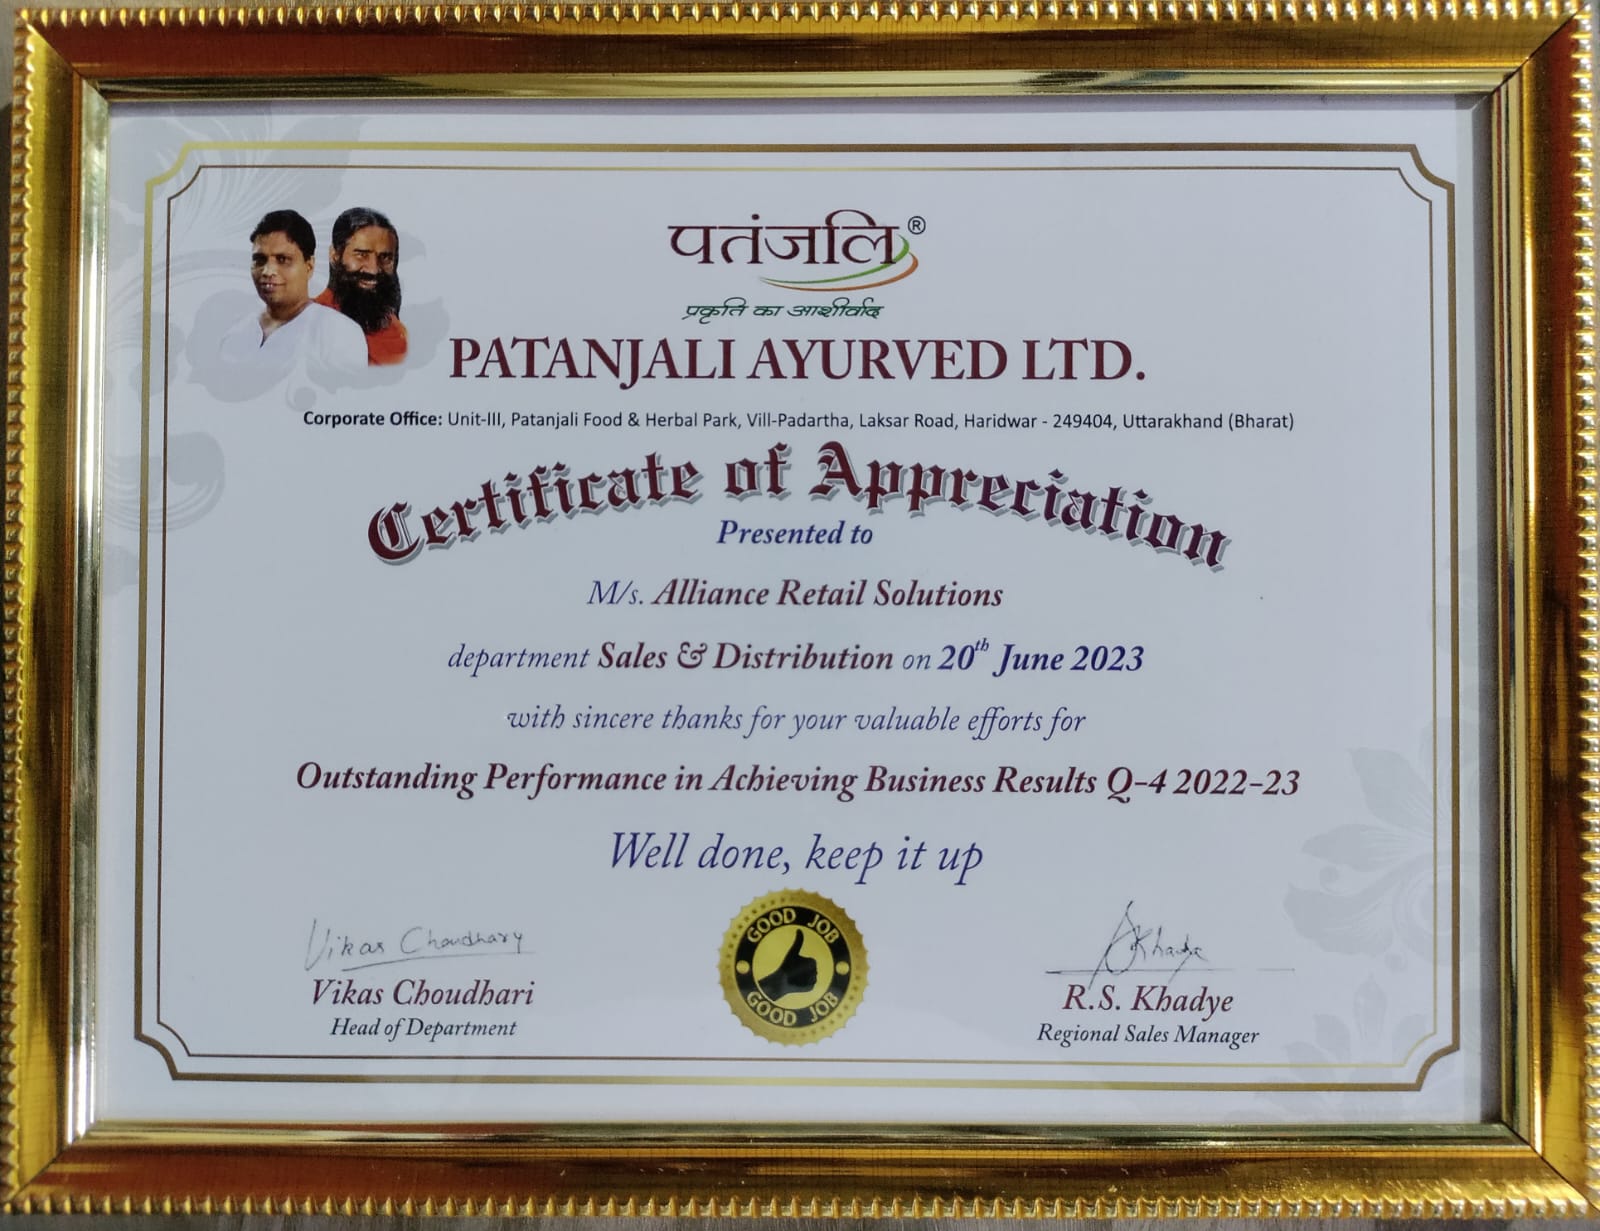 पतंजलि®
प्रकृति का आशीर्वाद
PATANJALI AYURVED LTD.
Corporate Office: Unit-III, Patanjali Food & Herbal Park, Vill-Padartha, Laksar Road, Haridwar - 249404, Uttarakhand (Bharat)
Certificate of Appreciation
Presented to
M/s. Alliance Retail Solutions
department Sales & Distribution on 20th June 2023
with sincere thanks for your valuable efforts for
Outstanding Performance in Achieving Business Results Q-4 2022-23
Well done, keep it up
GOOD JOB
GOOD JOB
Vikas Choudhary
Vikas Choudhari
Head of Department
Khadye
R.S. Khadye
Regional Sales Manager